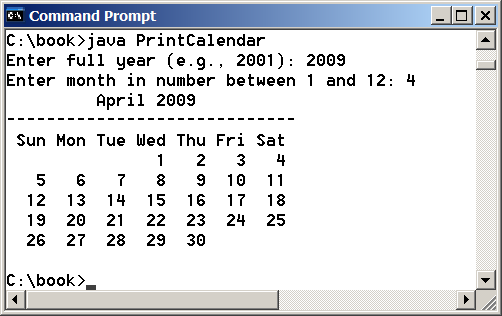 Command Prompt
C:\book>java PrintCalendar
Enter full year (e.g., 2001): 2009
Enter month in number between 1 and 12: 4
         April 2009
-----------------------------
 Sun Mon Tue Wed Thu Fri Sat
               1   2   3   4
   5   6   7   8   9  10  11
  12  13  14  15  16  17  18
  19  20  21  22  23  24  25
  26  27  28  29  30
C:\book>